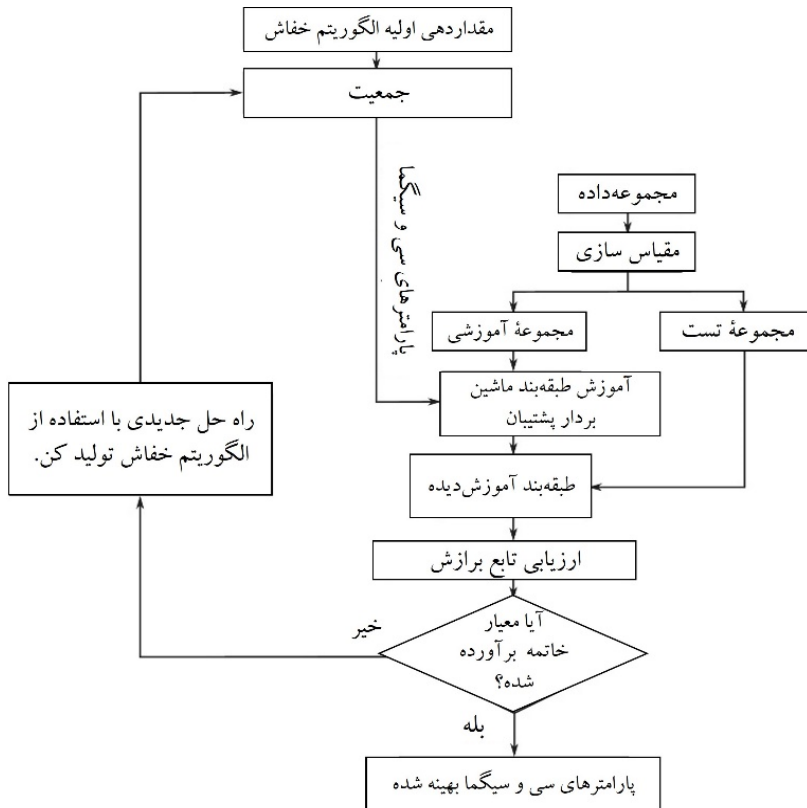 مقداردهی اولیه الگوریتم خفاش
جمعیت
پارامترهای سی و سیگما
مجموعه‌داده
مقیاس سازی
مجموعهٔ آموزشی
مجموعهٔ تست
آموزش طبقه‌بند ماشین
بردار پشتیبان
راه حل جدیدی با استفاده از
الگوریتم خفاش تولید کن.
طبقه‌بند آموزش‌دیده
ارزیابی تابع برازش
آیا معیار
خاتمه برآورده
شده؟
خیر
بله
پارامترهای سی و سیگما بهینه شده